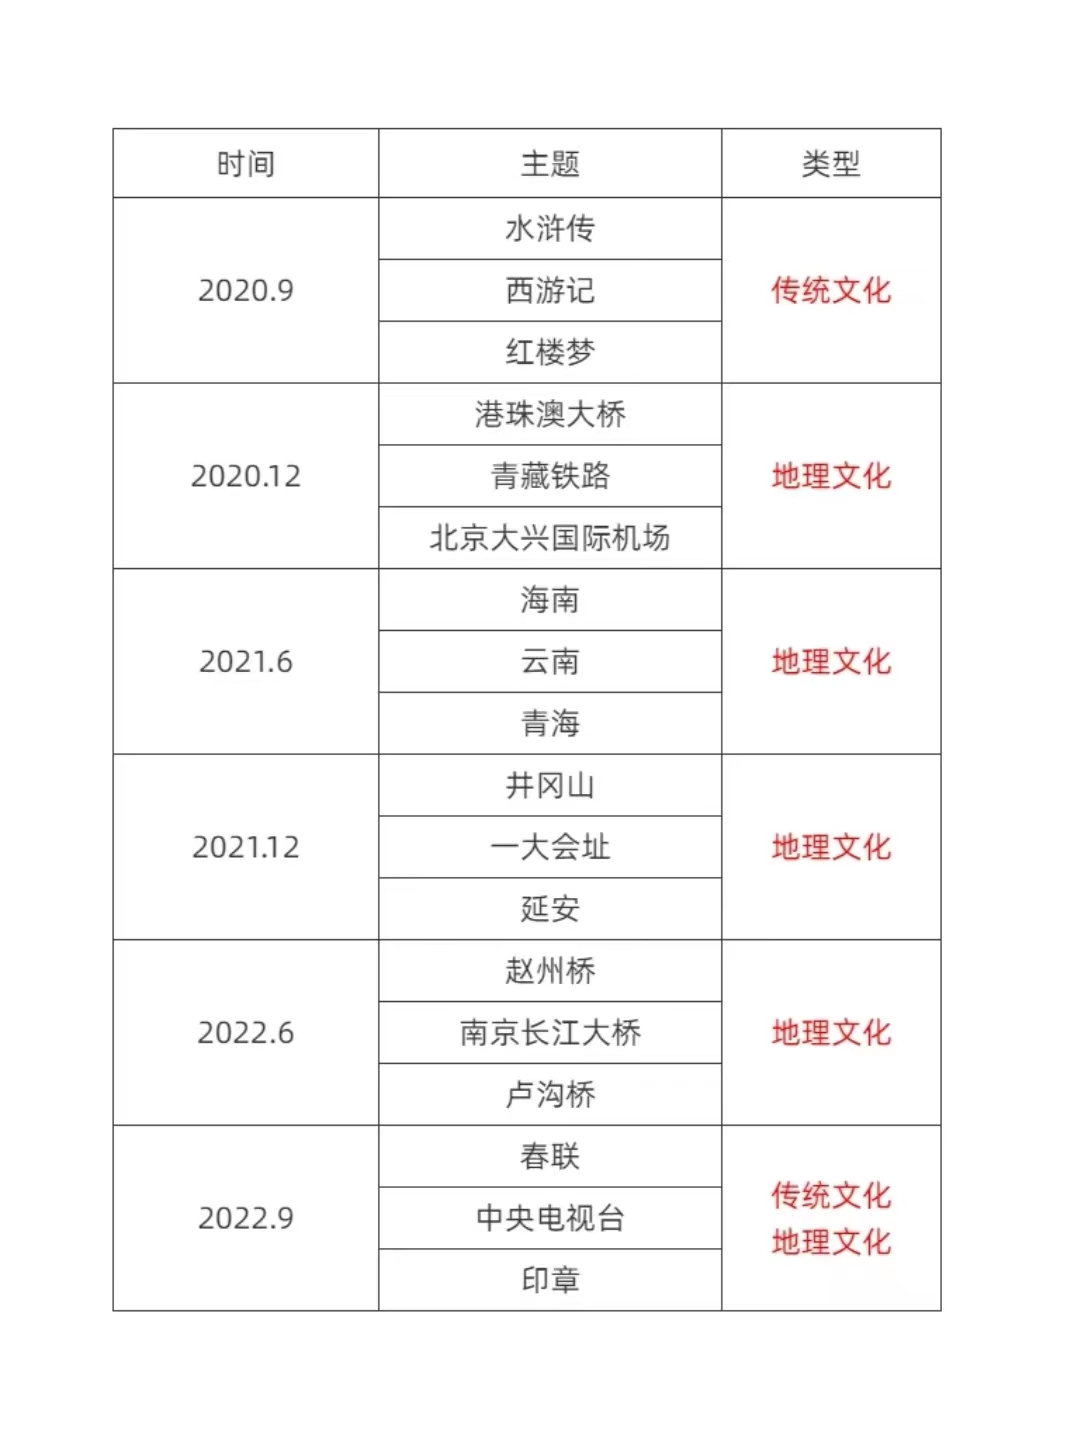 时间 主题 类型
2020.9 水浒传 传统文化
西游记
红楼梦
2020.12 港珠澳大桥 地理文化
青藏铁路
北京大兴国际机场
2021.6 海南 地理文化
云南
青海
2021.12 井冈山 地理文化
一大会址
延安
2022.6 赵州桥 地理文化
南京长江大桥
卢沟桥
2022.9 春联 传统文化
中央电视台 地理文化
印章